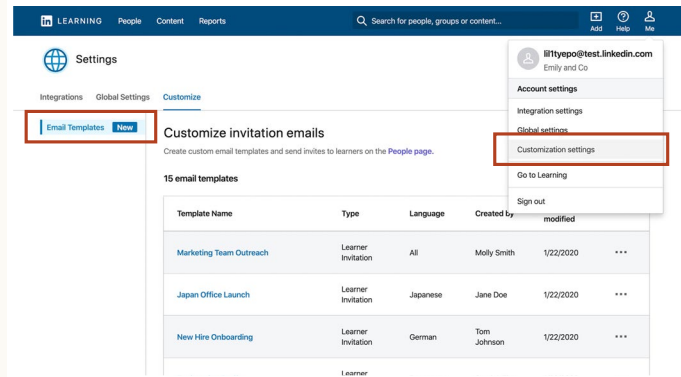 in LEARNING People Content Reports Search for people, groups or content... Add Help Me
Settings
lil1tyepo@test.linkedin.com
Emily and Co
Account settings
Integration settings
Global settings
Customization settings
Go to Learning
Sign out
Integrations Global Settings Customize
Email Templates New
Customize invitation emails
Create custom email templates and send invites to learners on the People page.
15 email templates
Template Name Type Language Created by modified
Marketing Team Outreach Learner Invitation All Molly Smith 1/22/2020
Japan Office Launch Learner Invitation Japanese Jane Doe 1/22/2020
New Hire Onboarding Learner Invitation German Tom Johnson 1/22/2020
Learner